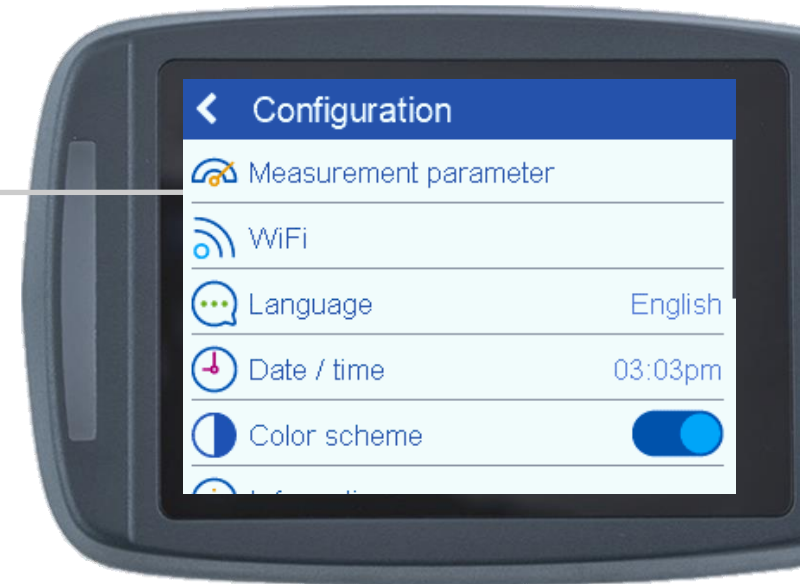 Configuration
Measurement parameter
WiFi
Language English
Date / time 03:03pm
Color scheme